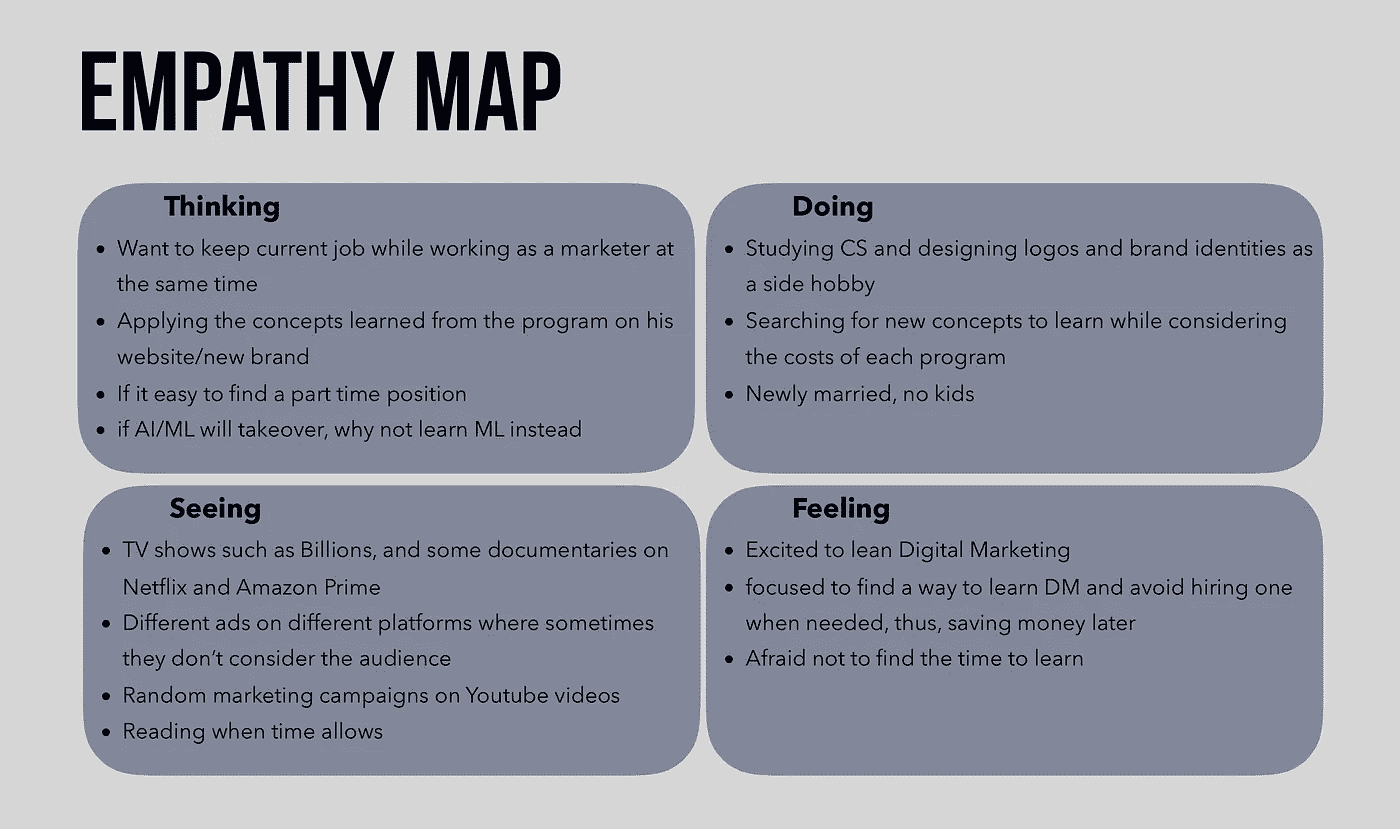 EMPATHY MAP
Thinking
• Want to keep current job while working as a marketer at
the same time
• Applying the concepts learned from the program on his
website/new brand
• If it easy to find a part time position
• if AI/ML will takeover, why not learn ML instead
Doing
• Studying CS and designing logos and brand identities as
a side hobby
• Searching for new concepts to learn while considering
the costs of each program
• Newly married, no kids
Seeing
• TV shows such as Billions, and some documentaries on
Netflix and Amazon Prime
• Different ads on different platforms where sometimes
they don’t consider the audience
• Random marketing campaigns on Youtube videos
• Reading when time allows
Feeling
• Excited to lean Digital Marketing
• focused to find a way to learn DM and avoid hiring one
when needed, thus, saving money later
• Afraid not to find the time to learn